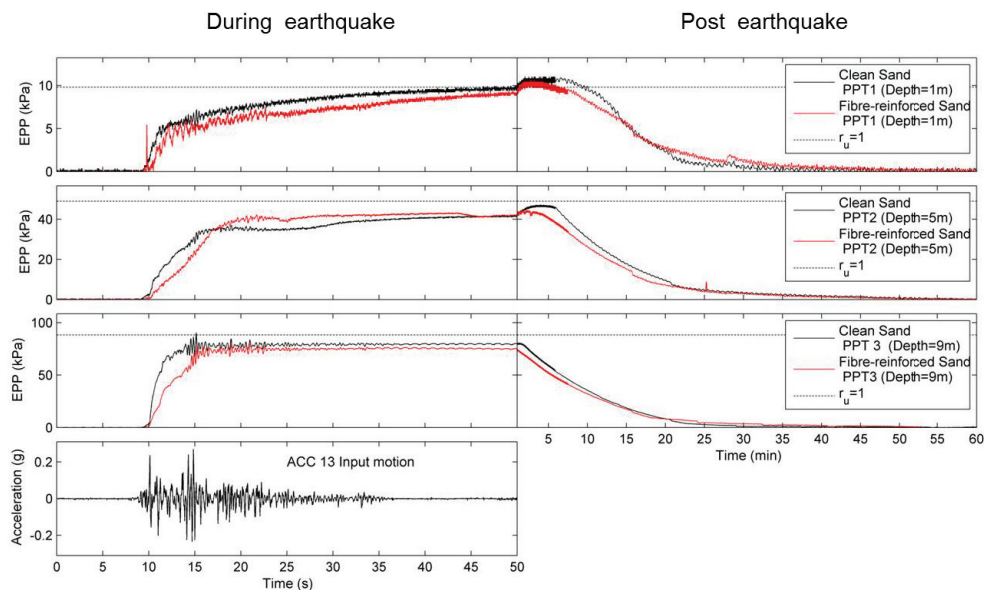 During earthquake
Post earthquake
EPP (kPa)
10
5
0
Clean Sand
PPT1 (Depth=1m)
Fibre-reinforced Sand
PPT1 (Depth=1m)
r_u=1
EPP (kPa)
40
20
0
Clean Sand
PPT2 (Depth=5m)
Fibre-reinforced Sand
PPT2 (Depth=5m)
r_u=1
EPP (kPa)
100
50
0
Clean Sand
PPT 3 (Depth=9m)
Fibre-reinforced Sand
PPT3 (Depth=9m)
r_u=1
5 10 15 20 25 30 35 40 45 50 55 60
Time (min)
Acceleration (g)
0.2
0
-0.2
ACC 13 Input motion
0 5 10 15 20 25 30 35 40 45 50
Time (s)